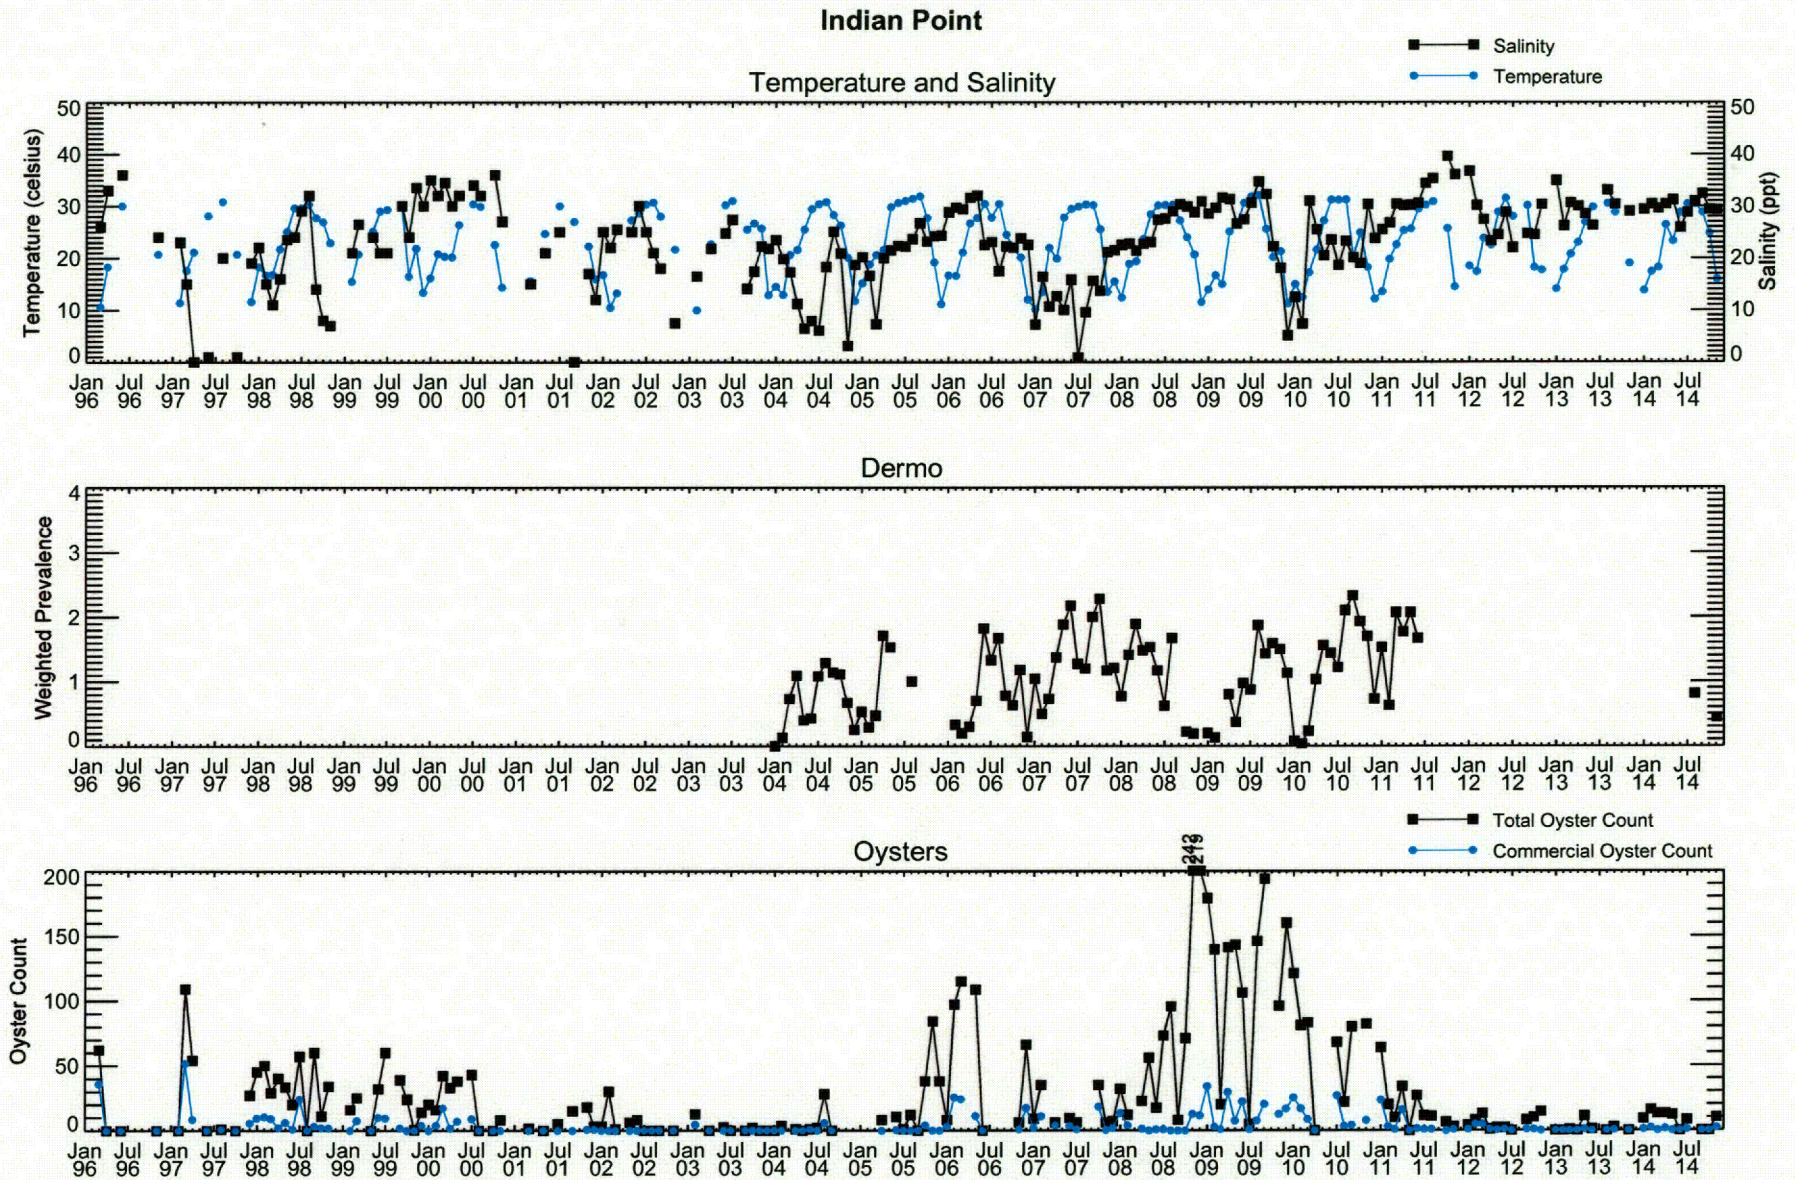 Indian Point
Salinity
Temperature
Temperature and Salinity
Temperature (celsius)
50
40
30
20
10
0
50
40
30
20
10
0
Salinity (ppt)
Jan Jul Jan Jul Jan Jul Jan Jul Jan Jul Jan Jul Jan Jul Jan Jul Jan Jul Jan Jul Jan Jul Jan Jul Jan Jul Jan Jul Jan Jul Jan Jul Jan Jul Jan Jul Jan Jul
96 96 97 97 98 98 99 99 00 00 01 01 02 02 03 03 04 04 05 05 06 06 07 07 08 08 09 09 10 10 11 11 12 12 13 13 14 14
Dermo
Weighted Prevalence
4
3
2
1
0
Jan Jul Jan Jul Jan Jul Jan Jul Jan Jul Jan Jul Jan Jul Jan Jul Jan Jul Jan Jul Jan Jul Jan Jul Jan Jul Jan Jul Jan Jul Jan Jul Jan Jul Jan Jul Jan Jul
96 96 97 97 98 98 99 99 00 00 01 01 02 02 03 03 04 04 05 05 06 06 07 07 08 08 09 09 10 10 11 11 12 12 13 13 14 14
Total Oyster Count
Commercial Oyster Count
Oysters
242
219
Oyster Count
200
150
100
50
0
Jan Jul Jan Jul Jan Jul Jan Jul Jan Jul Jan Jul Jan Jul Jan Jul Jan Jul Jan Jul Jan Jul Jan Jul Jan Jul Jan Jul Jan Jul Jan Jul Jan Jul Jan Jul Jan Jul
96 96 97 97 98 98 99 99 00 00 01 01 02 02 03 03 04 04 05 05 06 06 07 07 08 08 09 09 10 10 11 11 12 12 13 13 14 14